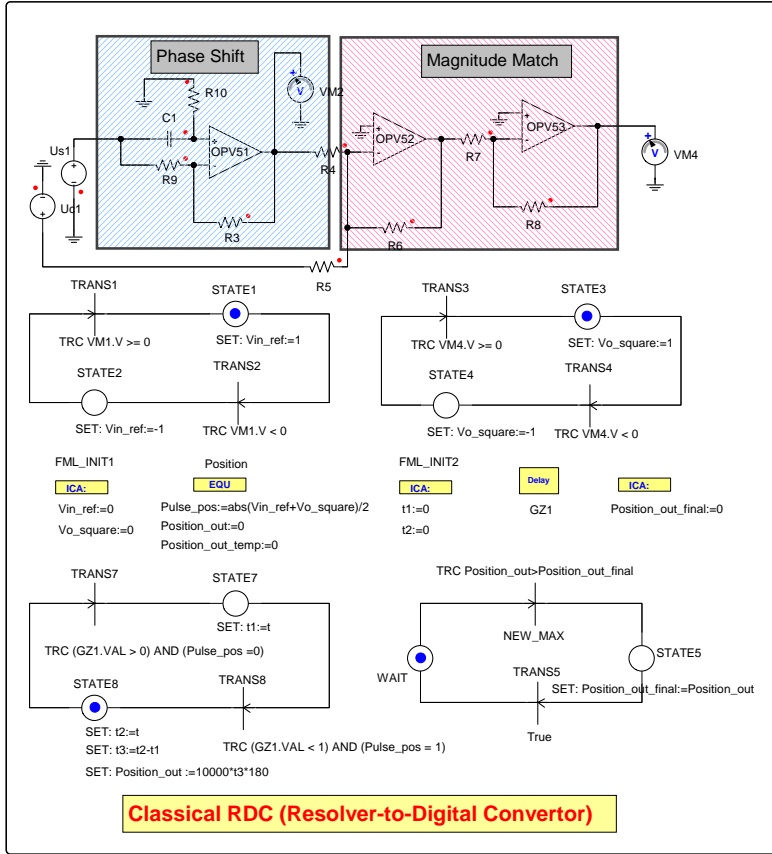 Phase Shift
Magnitude Match
R10
V
VM2
C1
OPV51
OPV52
OPV53
Us1
R9
R4
R7
V
VM4
Uc1
R3
R6
R8
R5
TRANS1
STATE1
TRC VM1.V >= 0
SET: Vin_ref:=1
STATE2
TRANS2
SET: Vin_ref:=-1
TRC VM1.V < 0
TRANS3
STATE3
TRC VM4.V >= 0
SET: Vo_square:=1
STATE4
TRANS4
SET: Vo_square:=-1
TRC VM4.V < 0
FML_INIT1
ICA:
Vin_ref:=0
Vo_square:=0
Position
EQU
Pulse_pos:=abs(Vin_ref+Vo_square)/2
Position_out:=0
Position_out_temp:=0
FML_INIT2
ICA:
t1:=0
t2:=0
Delay
GZ1
ICA:
Position_out_final:=0
TRANS7
STATE7
SET: t1:=t
TRC (GZ1.VAL > 0) AND (Pulse_pos =0)
STATE8
TRANS8
SET: t2:=t
SET: t3:=t2-t1
TRC (GZ1.VAL < 1) AND (Pulse_pos = 1)
SET: Position_out :=10000*t3*180
TRC Position_out>Position_out_final
NEW_MAX
WAIT
STATE5
TRANS5
SET: Position_out_final:=Position_out
True
Classical RDC (Resolver-to-Digital Convertor)